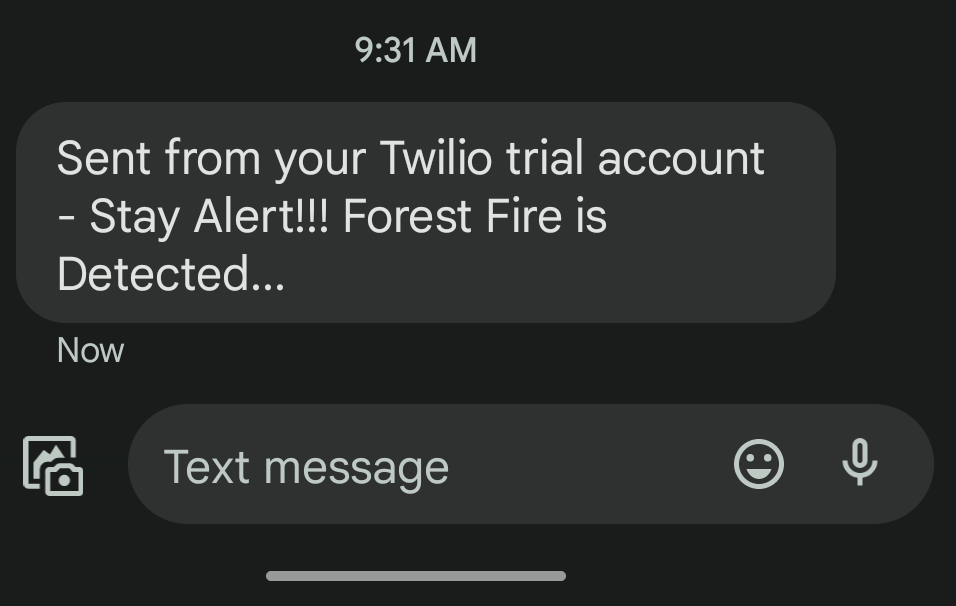 9:31 AM
Sent from your Twilio trial account
- Stay Alert!!! Forest Fire is
Detected...
Now
Text message